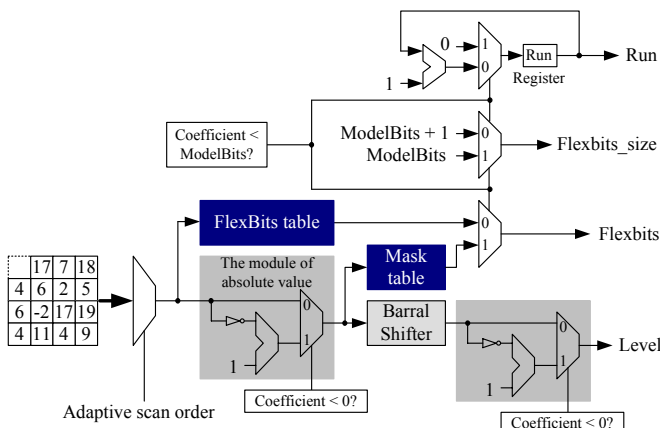 0
1
0
1
Run
Register
Run
Coefficient <
ModelBits?
ModelBits + 1
ModelBits
0
1
Flexbits_size
FlexBits table
0
1
Flexbits
17 7 18
4 6 2 5
6 -2 17 19
4 11 4 9
The module of
absolute value
0
1
1
Mask
table
Barral
Shifter
0
1
1
Level
Adaptive scan order
Coefficient < 0?
Coefficient < 0?